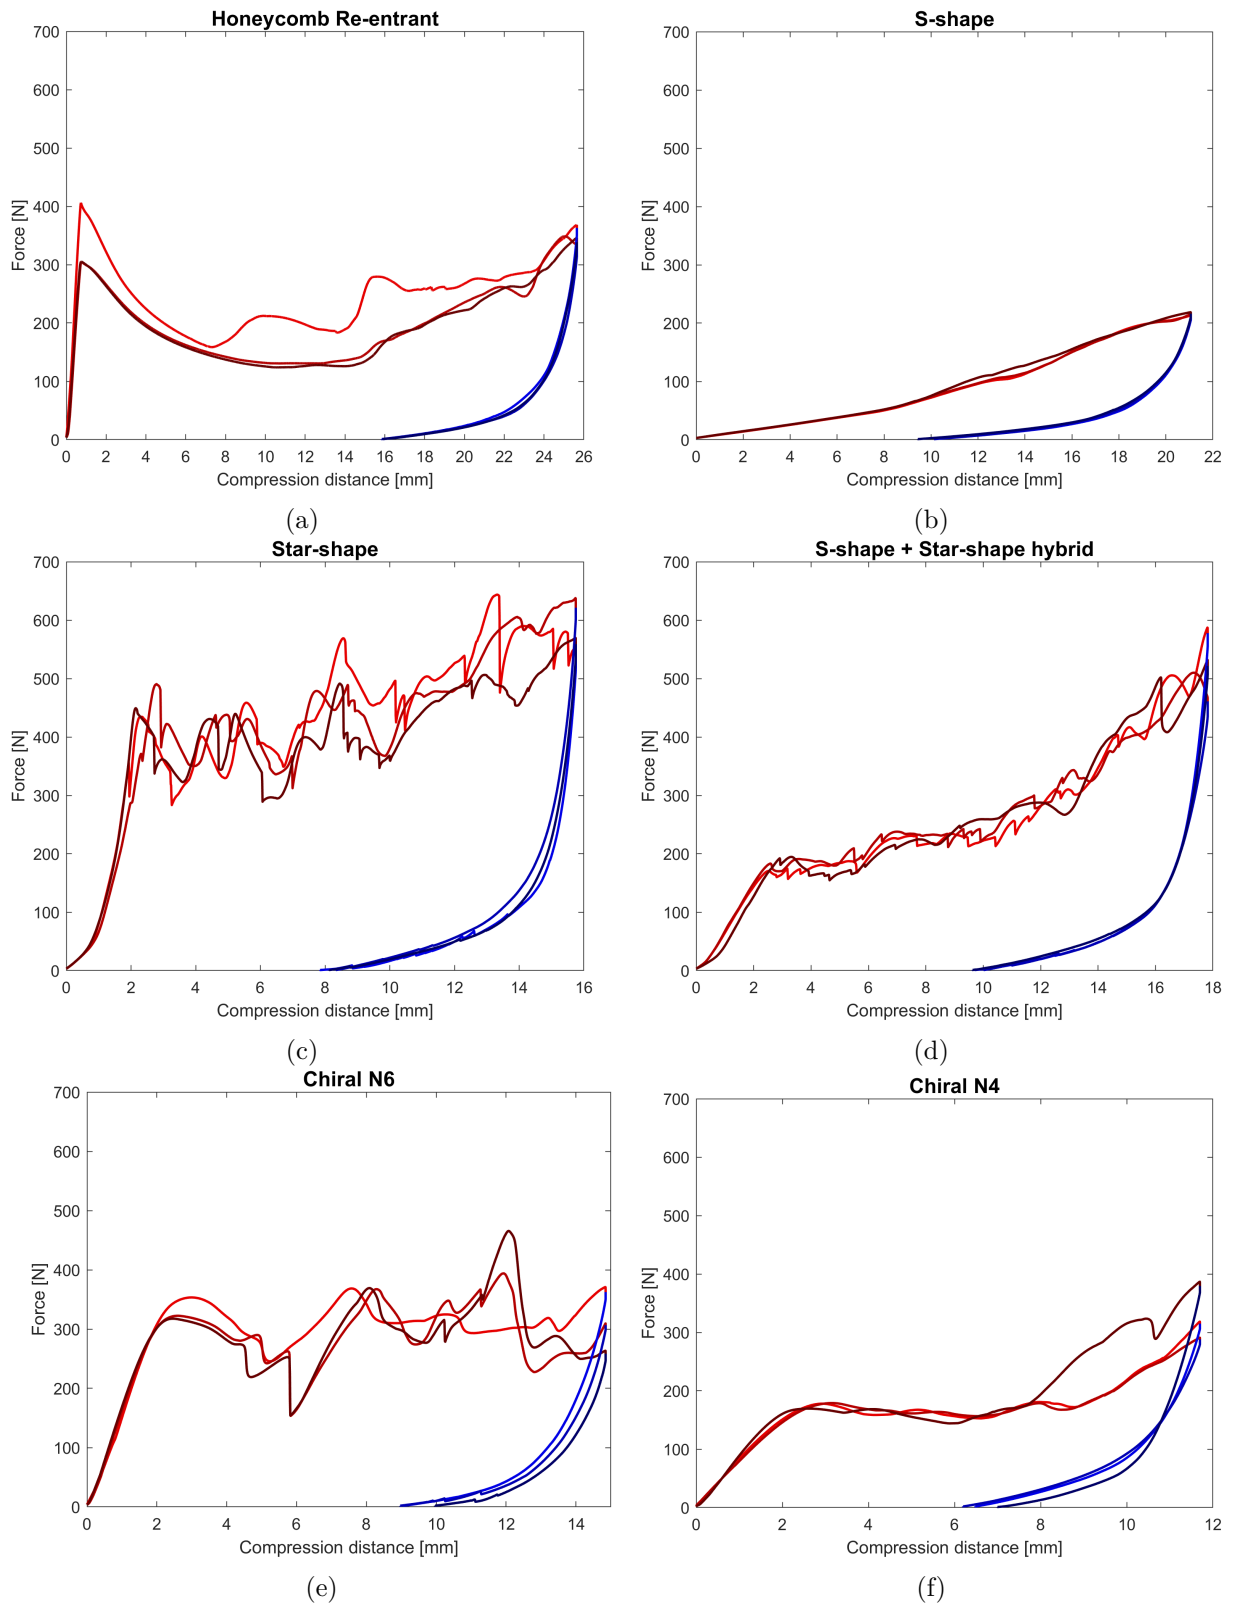 Honeycomb Re-entrant
700
600
500
400
300
200
100
0
Force [N]
0 2 4 6 8 10 12 14 16 18 20 22 24 26
Compression distance [mm]
(a)
S-shape
700
600
500
400
300
200
100
0
Force [N]
0 2 4 6 8 10 12 14 16 18 20 22
Compression distance [mm]
(b)
Star-shape
700
600
500
400
300
200
100
0
Force [N]
0 2 4 6 8 10 12 14 16
Compression distance [mm]
(c)
S-shape + Star-shape hybrid
700
600
500
400
300
200
100
0
Force [N]
0 2 4 6 8 10 12 14 16 18
Compression distance [mm]
(d)
Chiral N6
700
600
500
400
300
200
100
0
Force [N]
0 2 4 6 8 10 12 14
Compression distance [mm]
(e)
Chiral N4
700
600
500
400
300
200
100
0
Force [N]
0 2 4 6 8 10 12
Compression distance [mm]
(f)